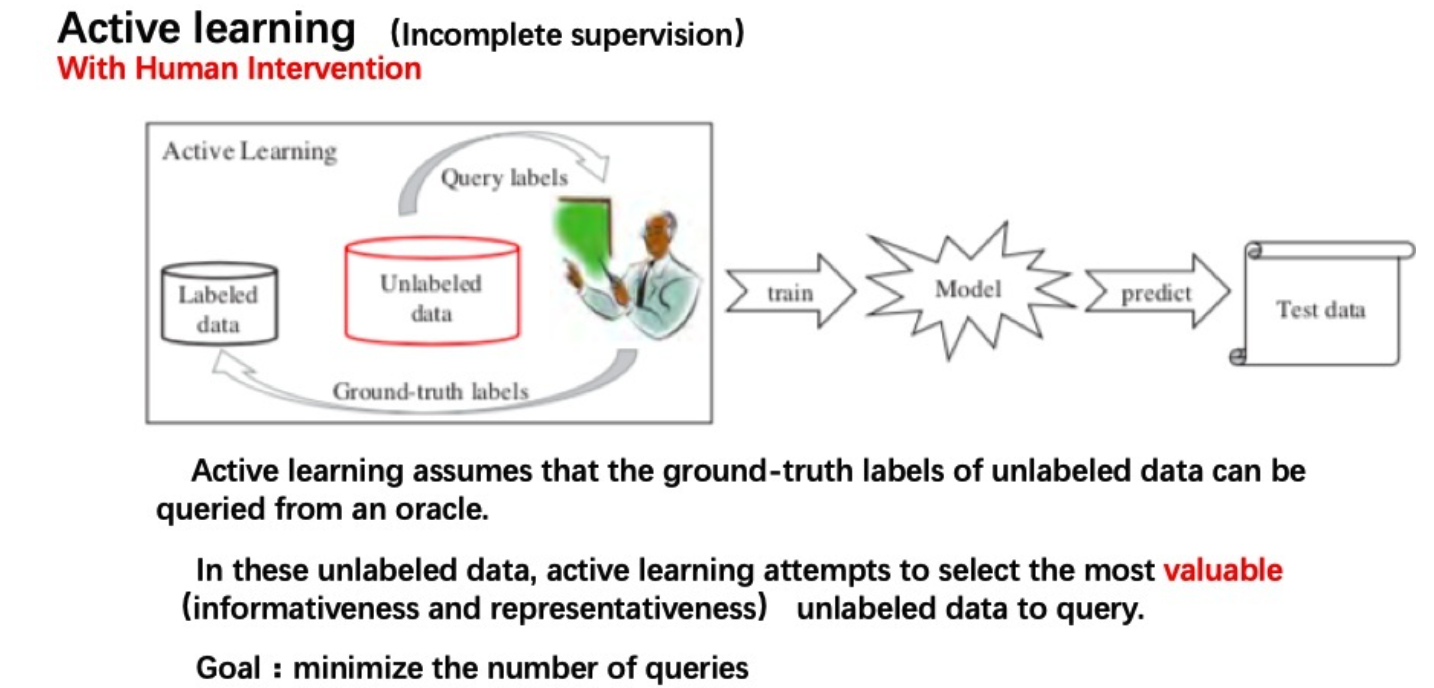 Active learning (Incomplete supervision)
With Human Intervention
Active Learning
Query labels
Labeled
data
Unlabeled
data
Ground-truth labels
train
Model
predict
Test data
Active learning assumes that the ground-truth labels of unlabeled data can be
queried from an oracle.
In these unlabeled data, active learning attempts to select the most valuable
(informativeness and representativeness) unlabeled data to query.
Goal：minimize the number of queries